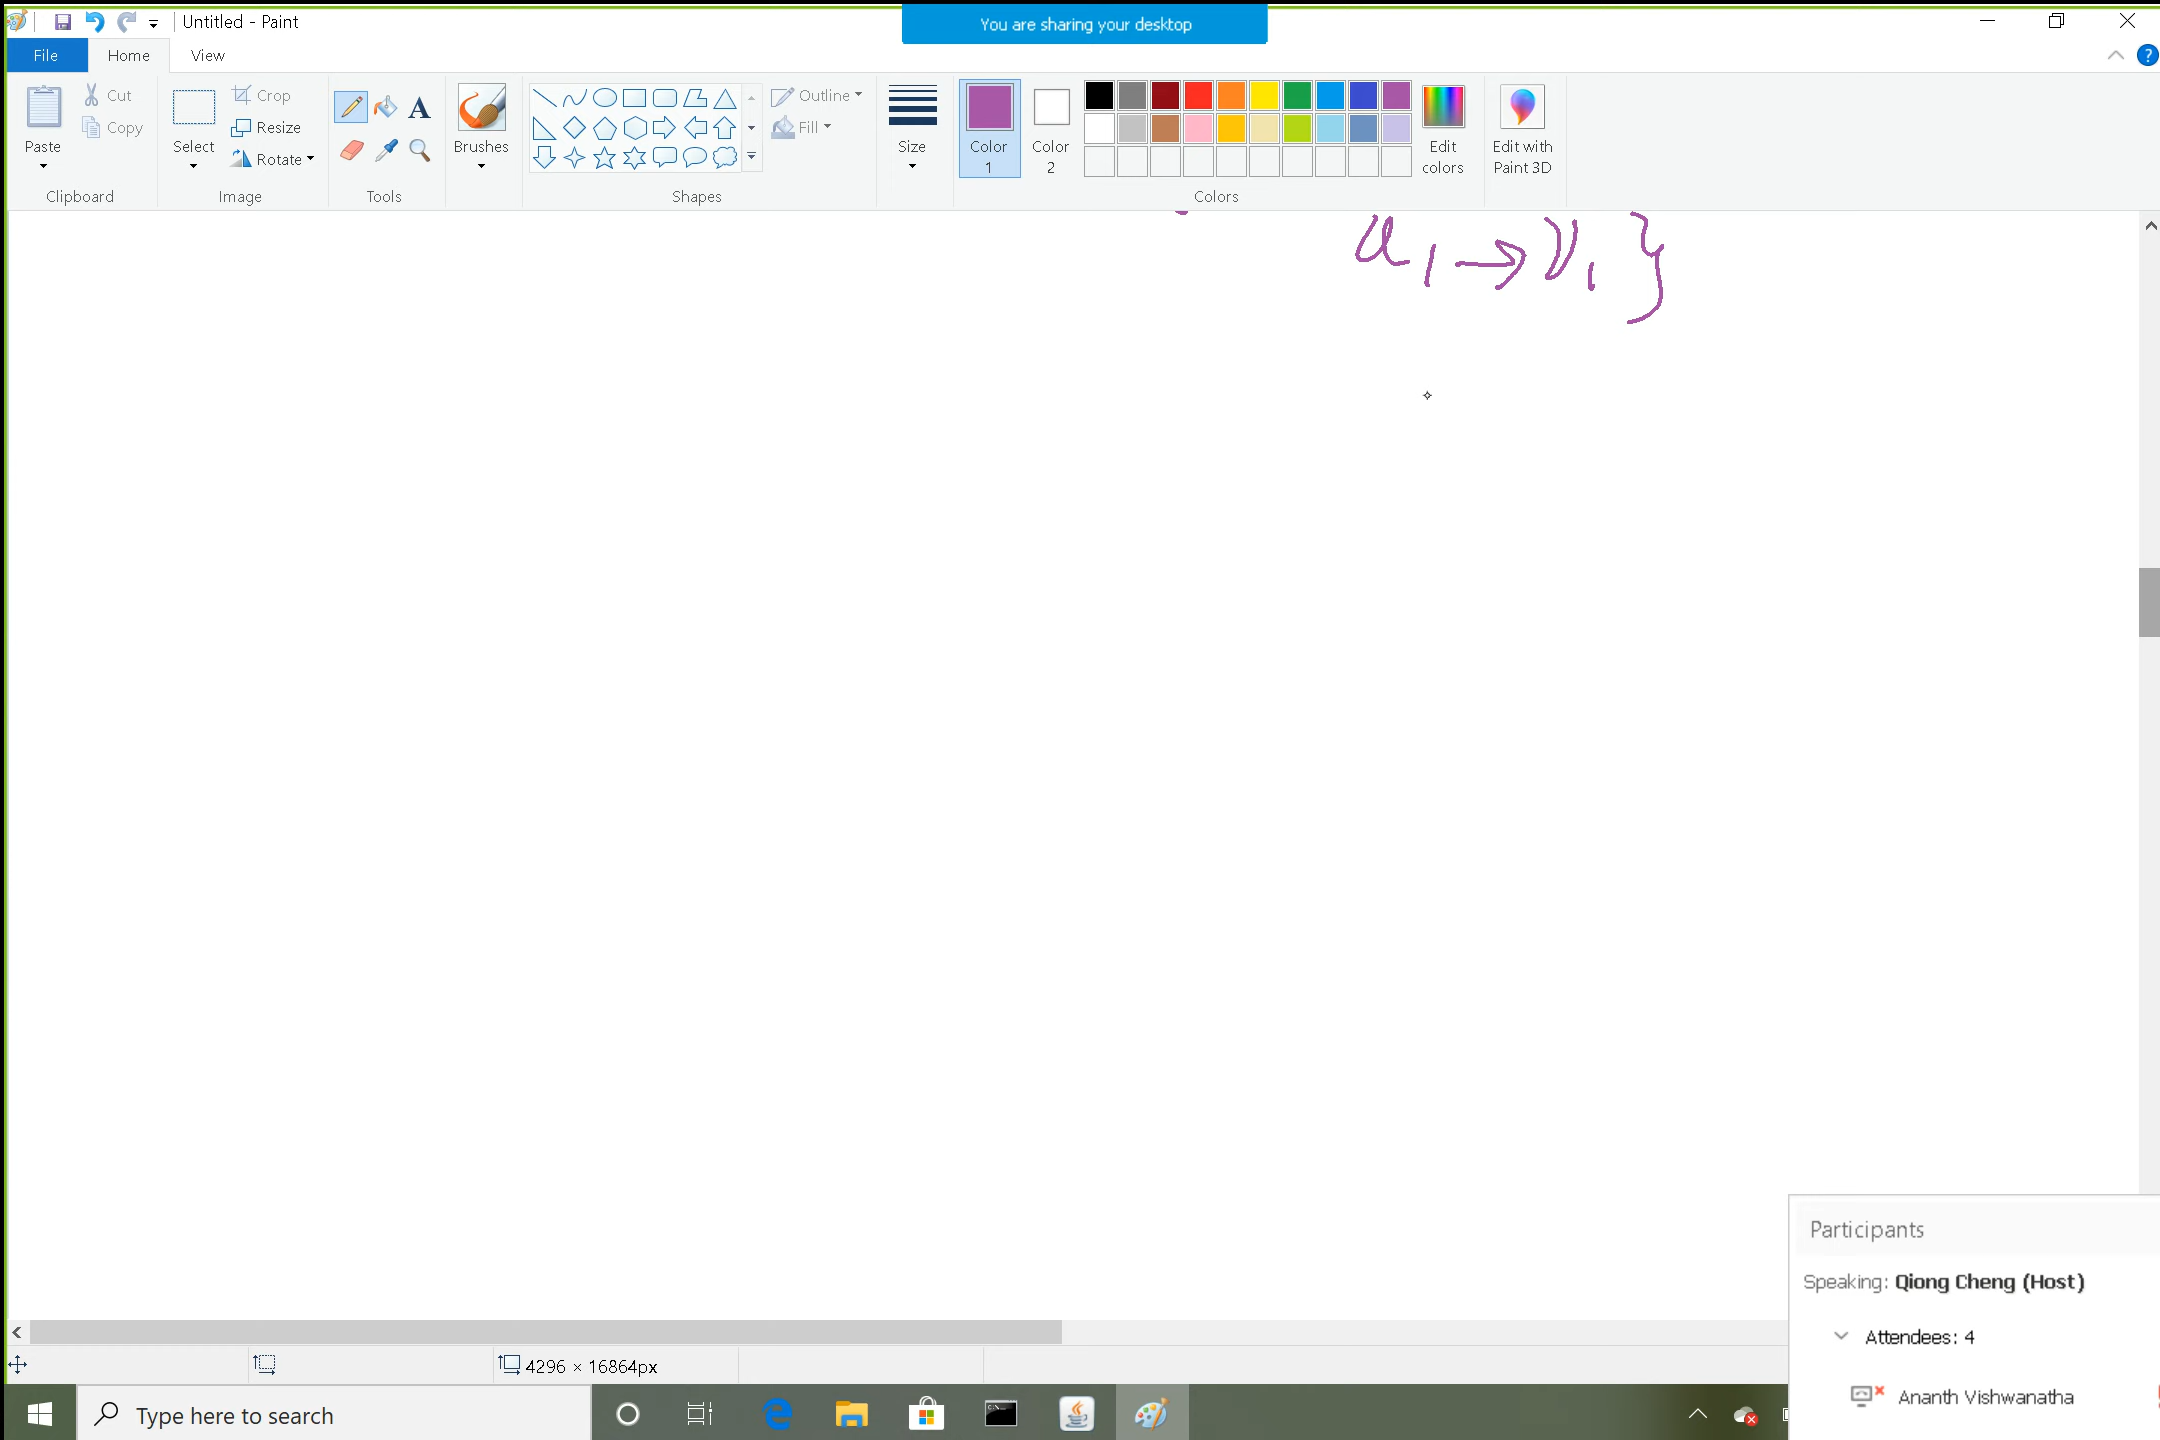 Untitled - Paint
You are sharing your desktop
File Home View
Cut
Copy
Paste
Clipboard
Crop
Resize
Rotate
Select
Image
A
Tools
Brushes
Outline
Fill
Shapes
Size
Color 1
Color 2
Edit colors
Colors
Edit with Paint 3D
a₁ → v₁ }
4296 × 16864px
Participants
Speaking: Qiong Cheng (Host)
Attendees: 4
Ananth Vishwanatha
Type here to search